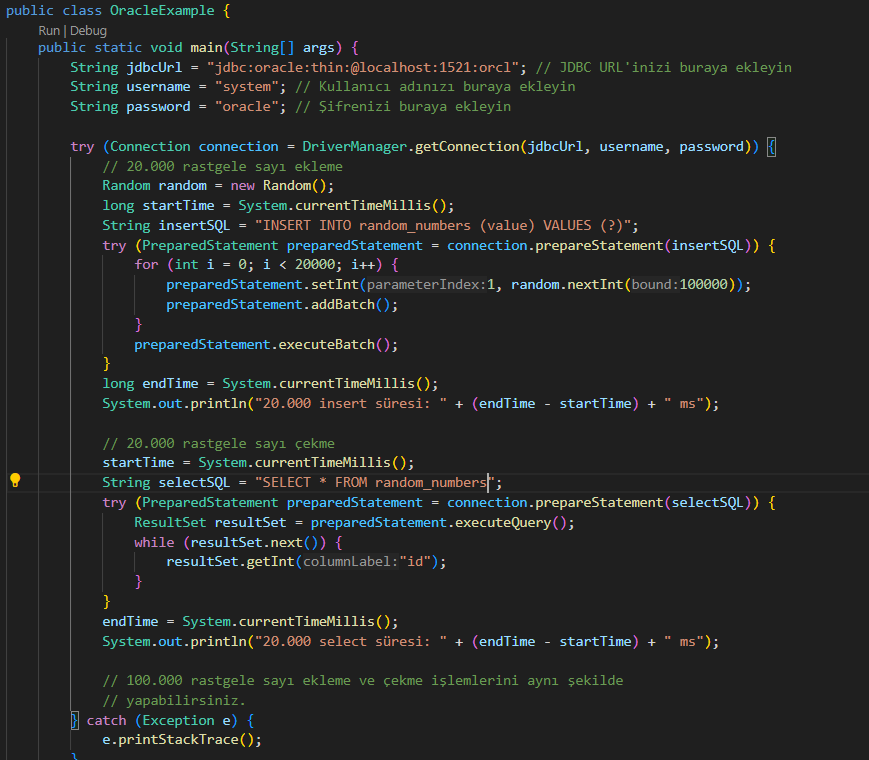 public class OracleExample {
Run | Debug
public static void main(String[] args) {
String jdbcUrl = "jdbc:oracle:thin:@localhost:1521:orcl"; // JDBC URL'inizi buraya ekleyin
String username = "system"; // Kullanıcı adınızı buraya ekleyin
String password = "oracle"; // Şifrenizi buraya ekleyin
try (Connection connection = DriverManager.getConnection(jdbcUrl, username, password)) {
// 20.000 rastgele sayı ekleme
Random random = new Random();
long startTime = System.currentTimeMillis();
String insertSQL = "INSERT INTO random_numbers (value) VALUES (?)";
try (PreparedStatement preparedStatement = connection.prepareStatement(insertSQL)) {
for (int i = 0; i < 20000; i++) {
preparedStatement.setInt(parameterIndex:1, random.nextInt(bound:100000));
preparedStatement.addBatch();
}
preparedStatement.executeBatch();
}
long endTime = System.currentTimeMillis();
System.out.println("20.000 insert süresi: " + (endTime - startTime) + " ms");
// 20.000 rastgele sayı çekme
startTime = System.currentTimeMillis();
String selectSQL = "SELECT * FROM random_numbers";
try (PreparedStatement preparedStatement = connection.prepareStatement(selectSQL)) {
ResultSet resultSet = preparedStatement.executeQuery();
while (resultSet.next()) {
resultSet.getInt(columnLabel:"id");
}
}
endTime = System.currentTimeMillis();
System.out.println("20.000 select süresi: " + (endTime - startTime) + " ms");
// 100.000 rastgele sayı ekleme ve çekme işlemlerini aynı şekilde
// yapabilirsiniz.
} catch (Exception e) {
e.printStackTrace();
}